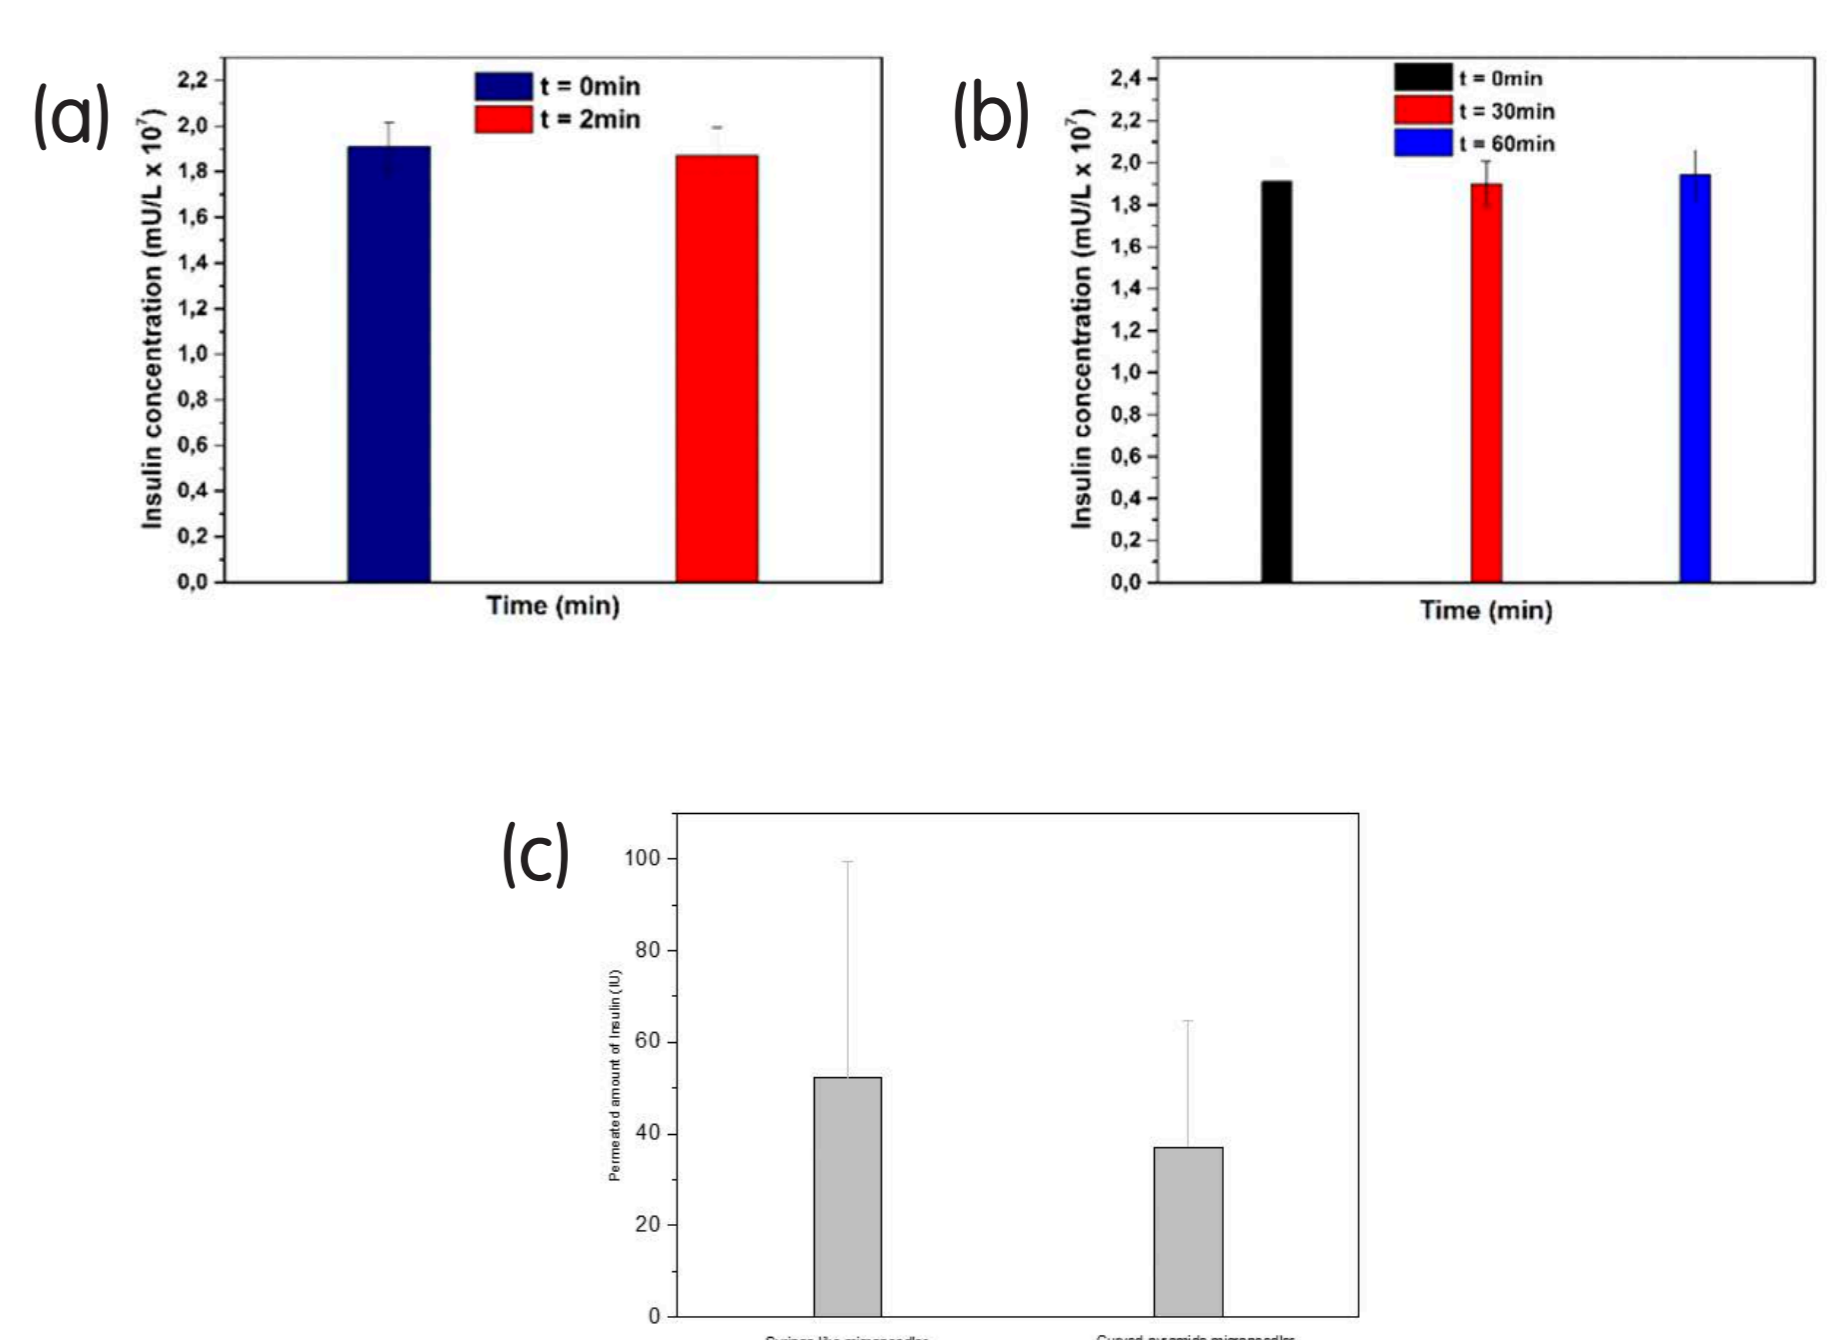 (a)
Insulin concentration (mU/L x 10⁷)
2,2
2,0
1,8
1,6
1,4
1,2
1,0
0,8
0,6
0,4
0,2
0,0
t = 0min
t = 2min
Time (min)
(b)
Insulin concentration (mU/L x 10⁷)
2,4
2,2
2,0
1,8
1,6
1,4
1,2
1,0
0,8
0,6
0,4
0,2
0,0
t = 0min
t = 30min
t = 60min
Time (min)
(c)
Permeated amount of Insulin (IU)
100
80
60
40
20
0